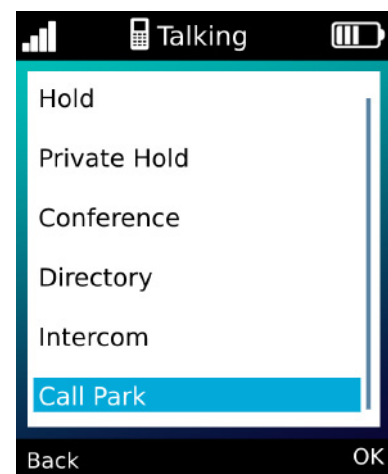 Talking
Hold
Private Hold
Conference
Directory
Intercom
Call Park
Back OK